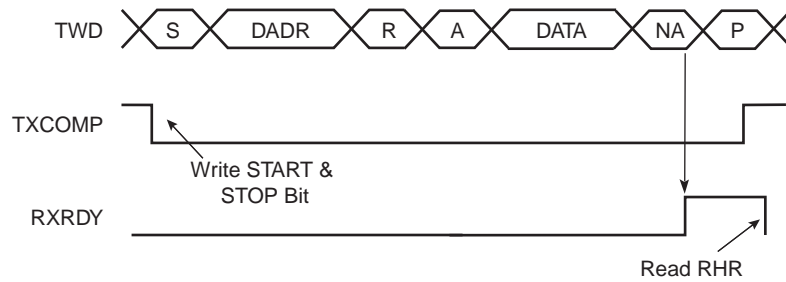 TWD S DADR R A DATA NA P
TXCOMP
Write START &
STOP Bit
RXRDY
Read RHR